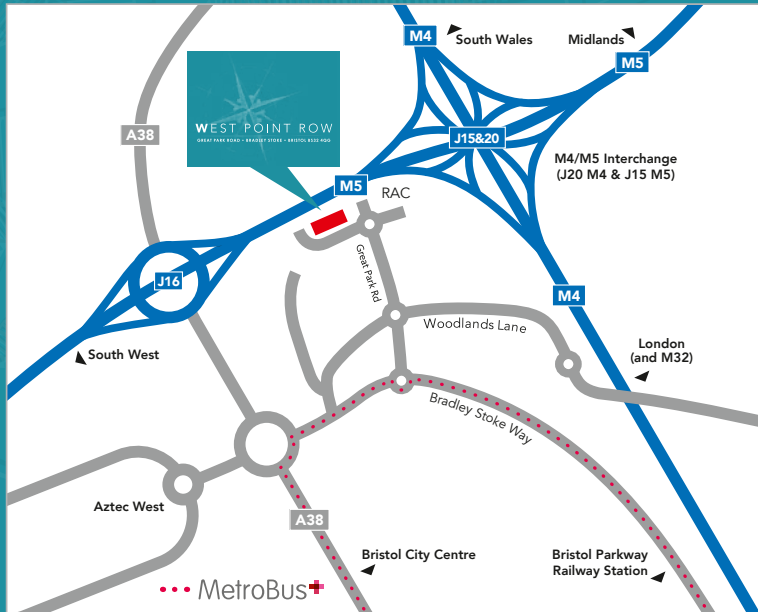 M4
South Wales
Midlands
M5
A38
WEST POINT ROW
GREAT PARK ROAD • BRADLEY STOKE • BRISTOL BS32 4QG
J15&20
M4/M5 Interchange
(J20 M4 & J15 M5)
M5
RAC
Great Park Rd
J16
M4
Woodlands Lane
London
(and M32)
South West
Bradley Stoke Way
Aztec West
A38
Bristol City Centre
Bristol Parkway
Railway Station
MetroBus